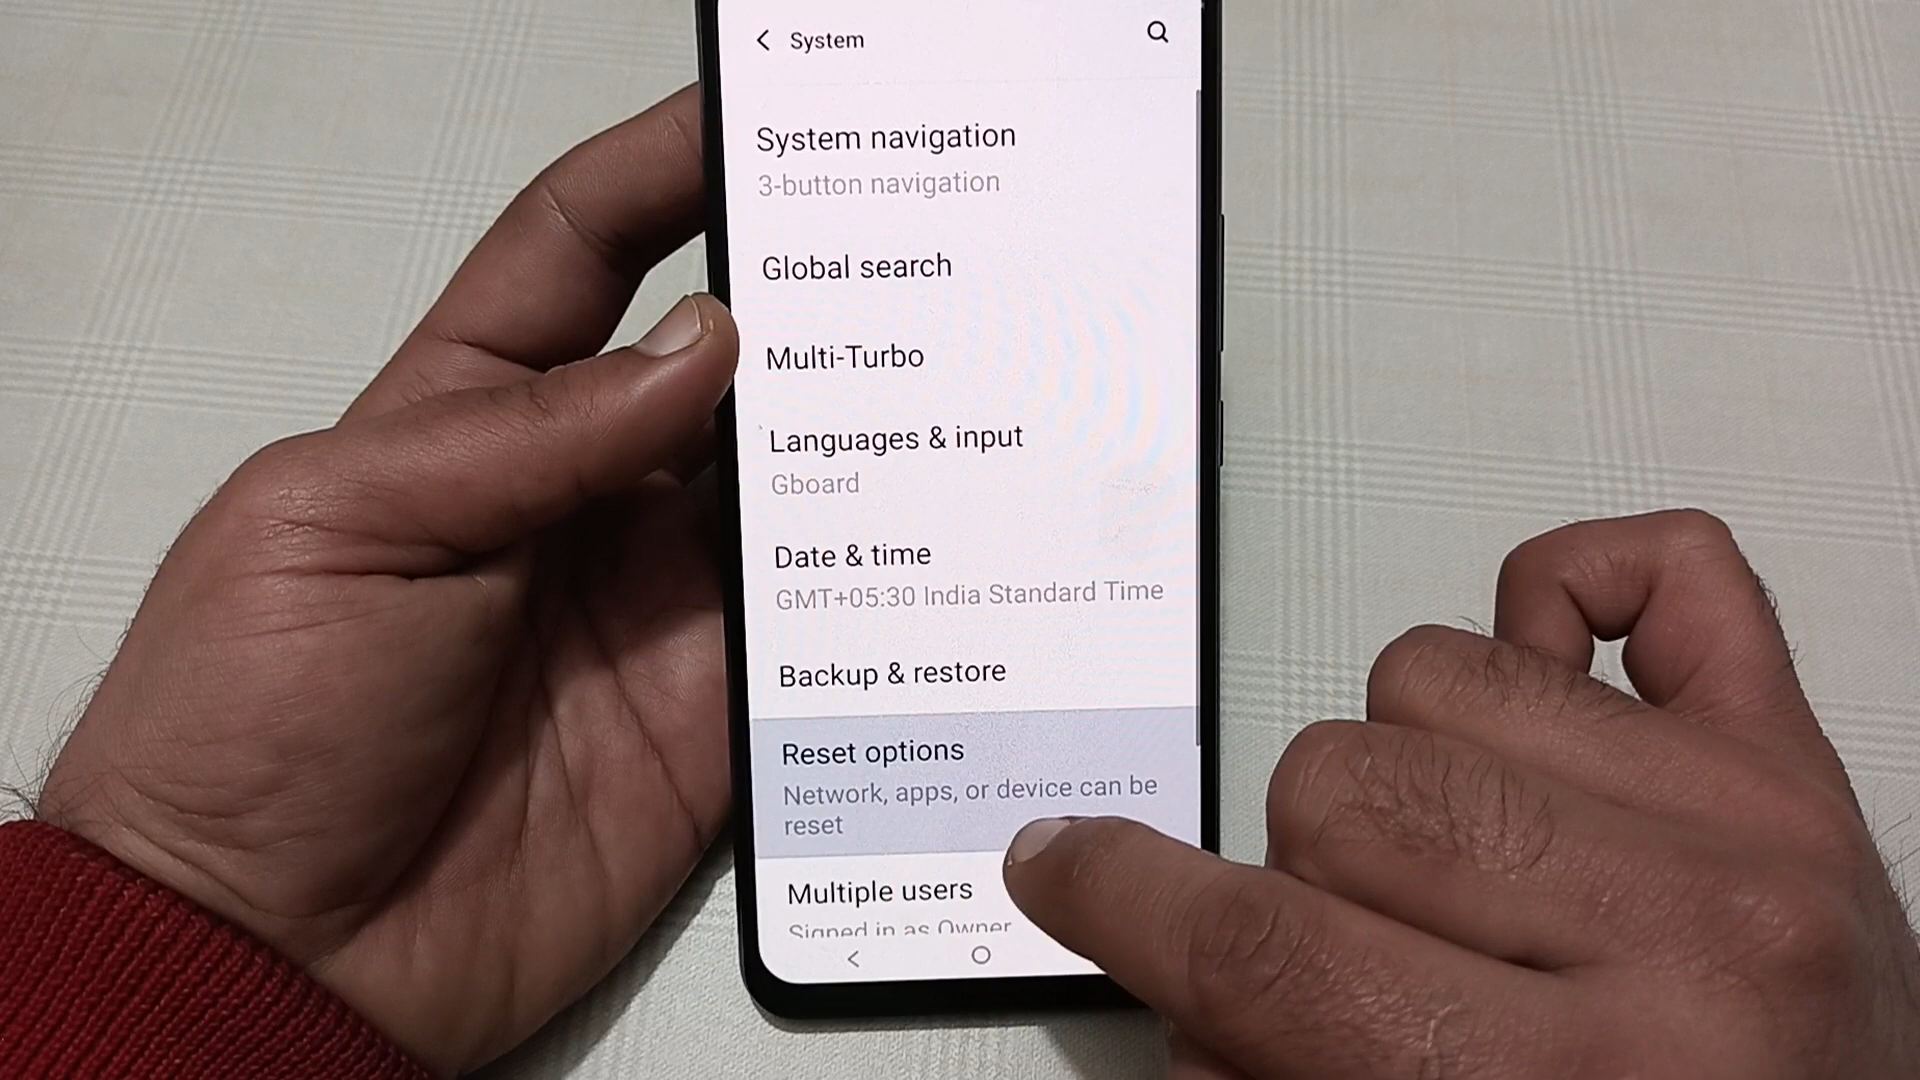 System
System navigation
3-button navigation
Global search
Multi-Turbo
Languages & input
Gboard
Date & time
GMT+05:30 India Standard Time
Backup & restore
Reset options
Network, apps, or device can be
reset
Multiple users
Signed in as Owner